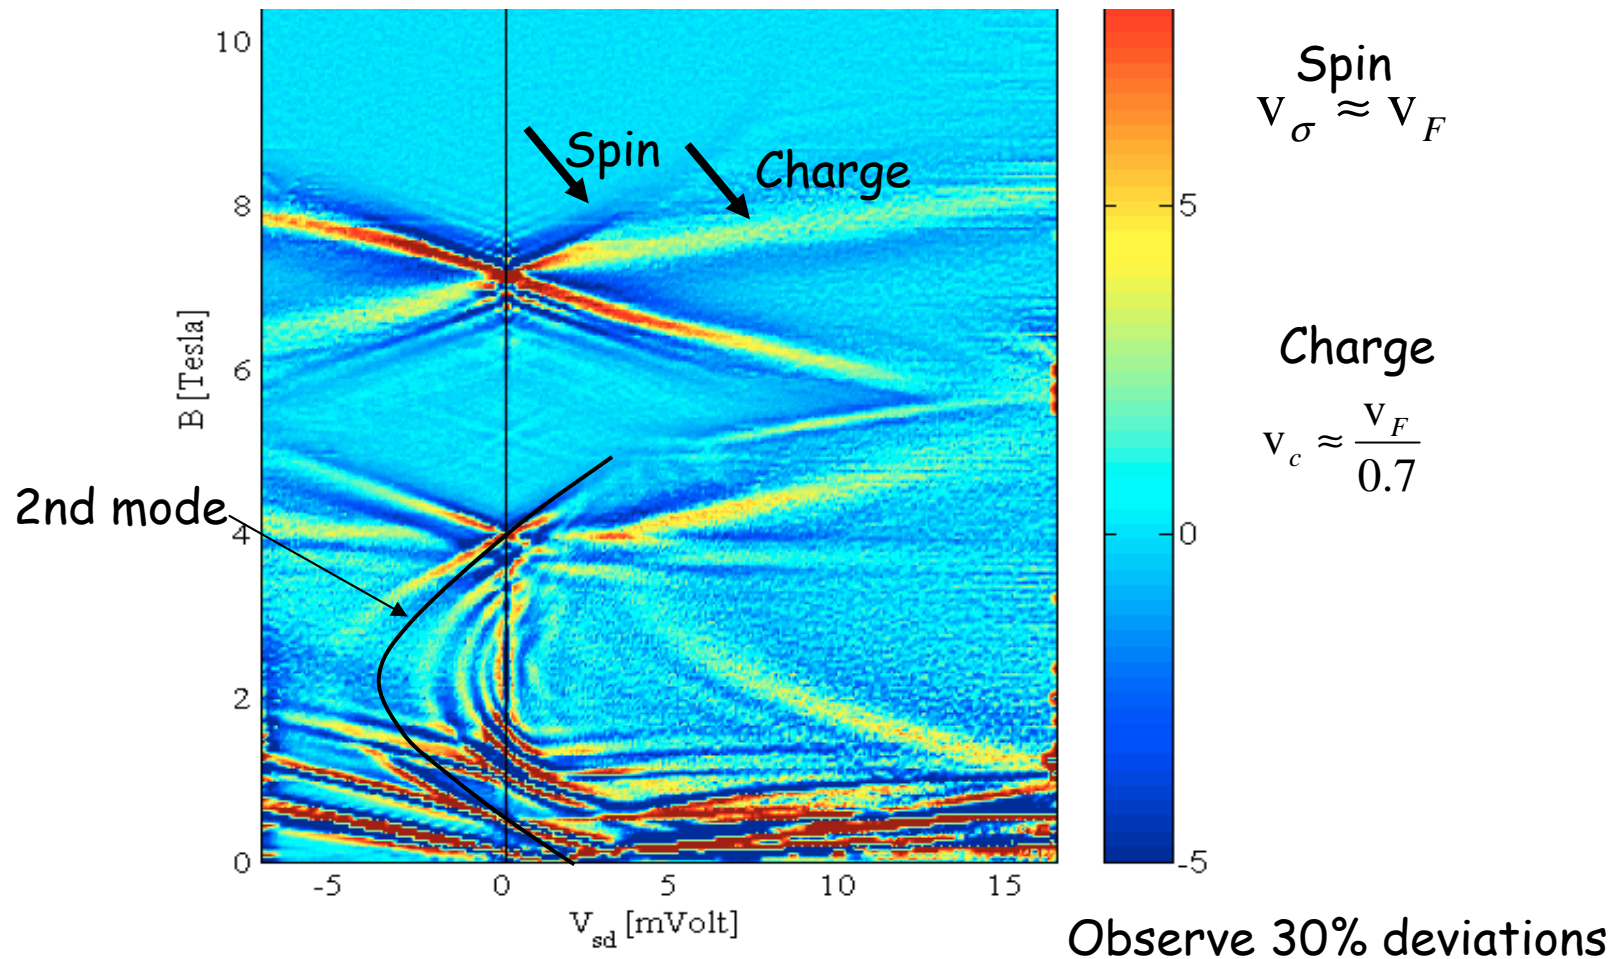 10
8
6
4
2
0
B [Tesla]
-5
0
5
10
15
V_sd [mVolt]
Spin
Charge
2nd mode
5
0
-5
Spin
v_σ ≈ v_F
Charge
v_c ≈ v_F / 0.7
Observe 30% deviations